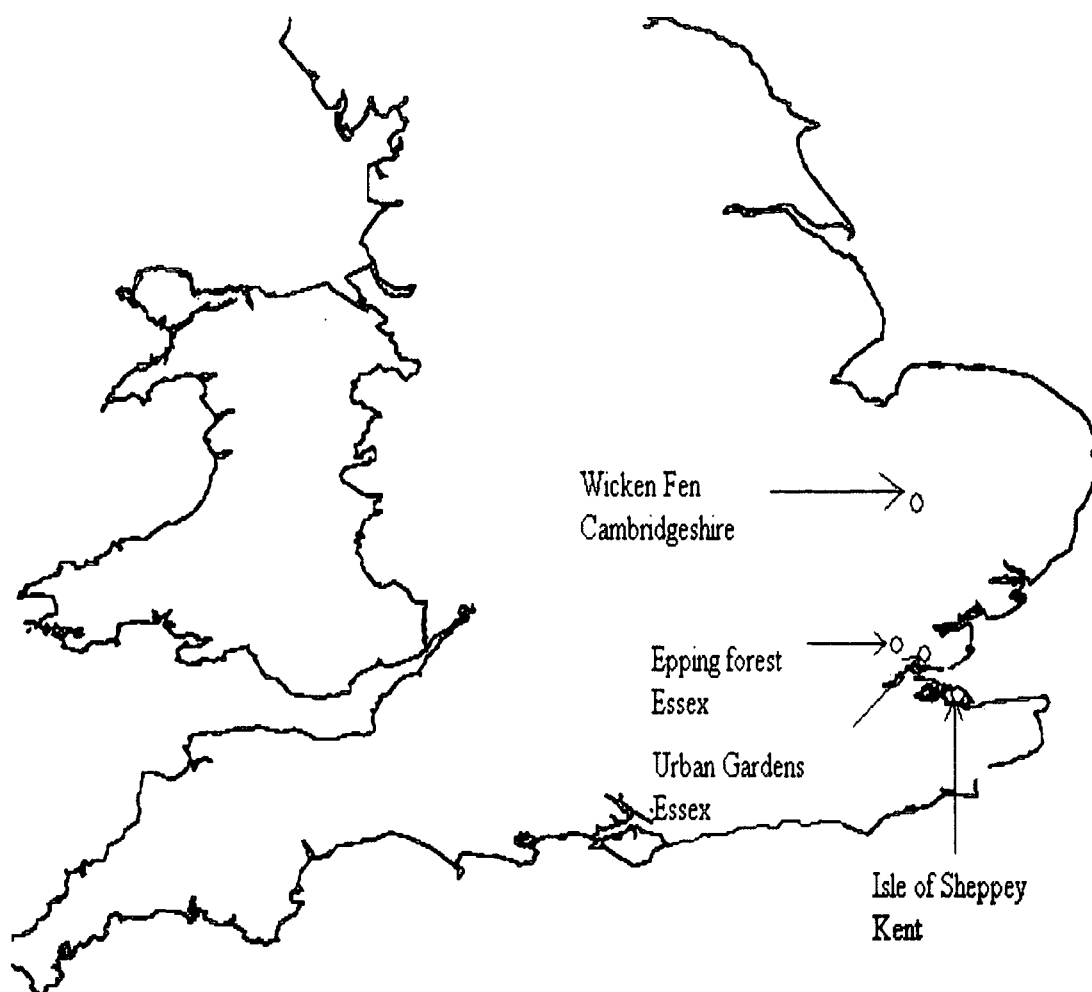 Wicken Fen
Cambridgeshire
Epping forest
Essex
Urban Gardens
Essex
Isle of Sheppey
Kent